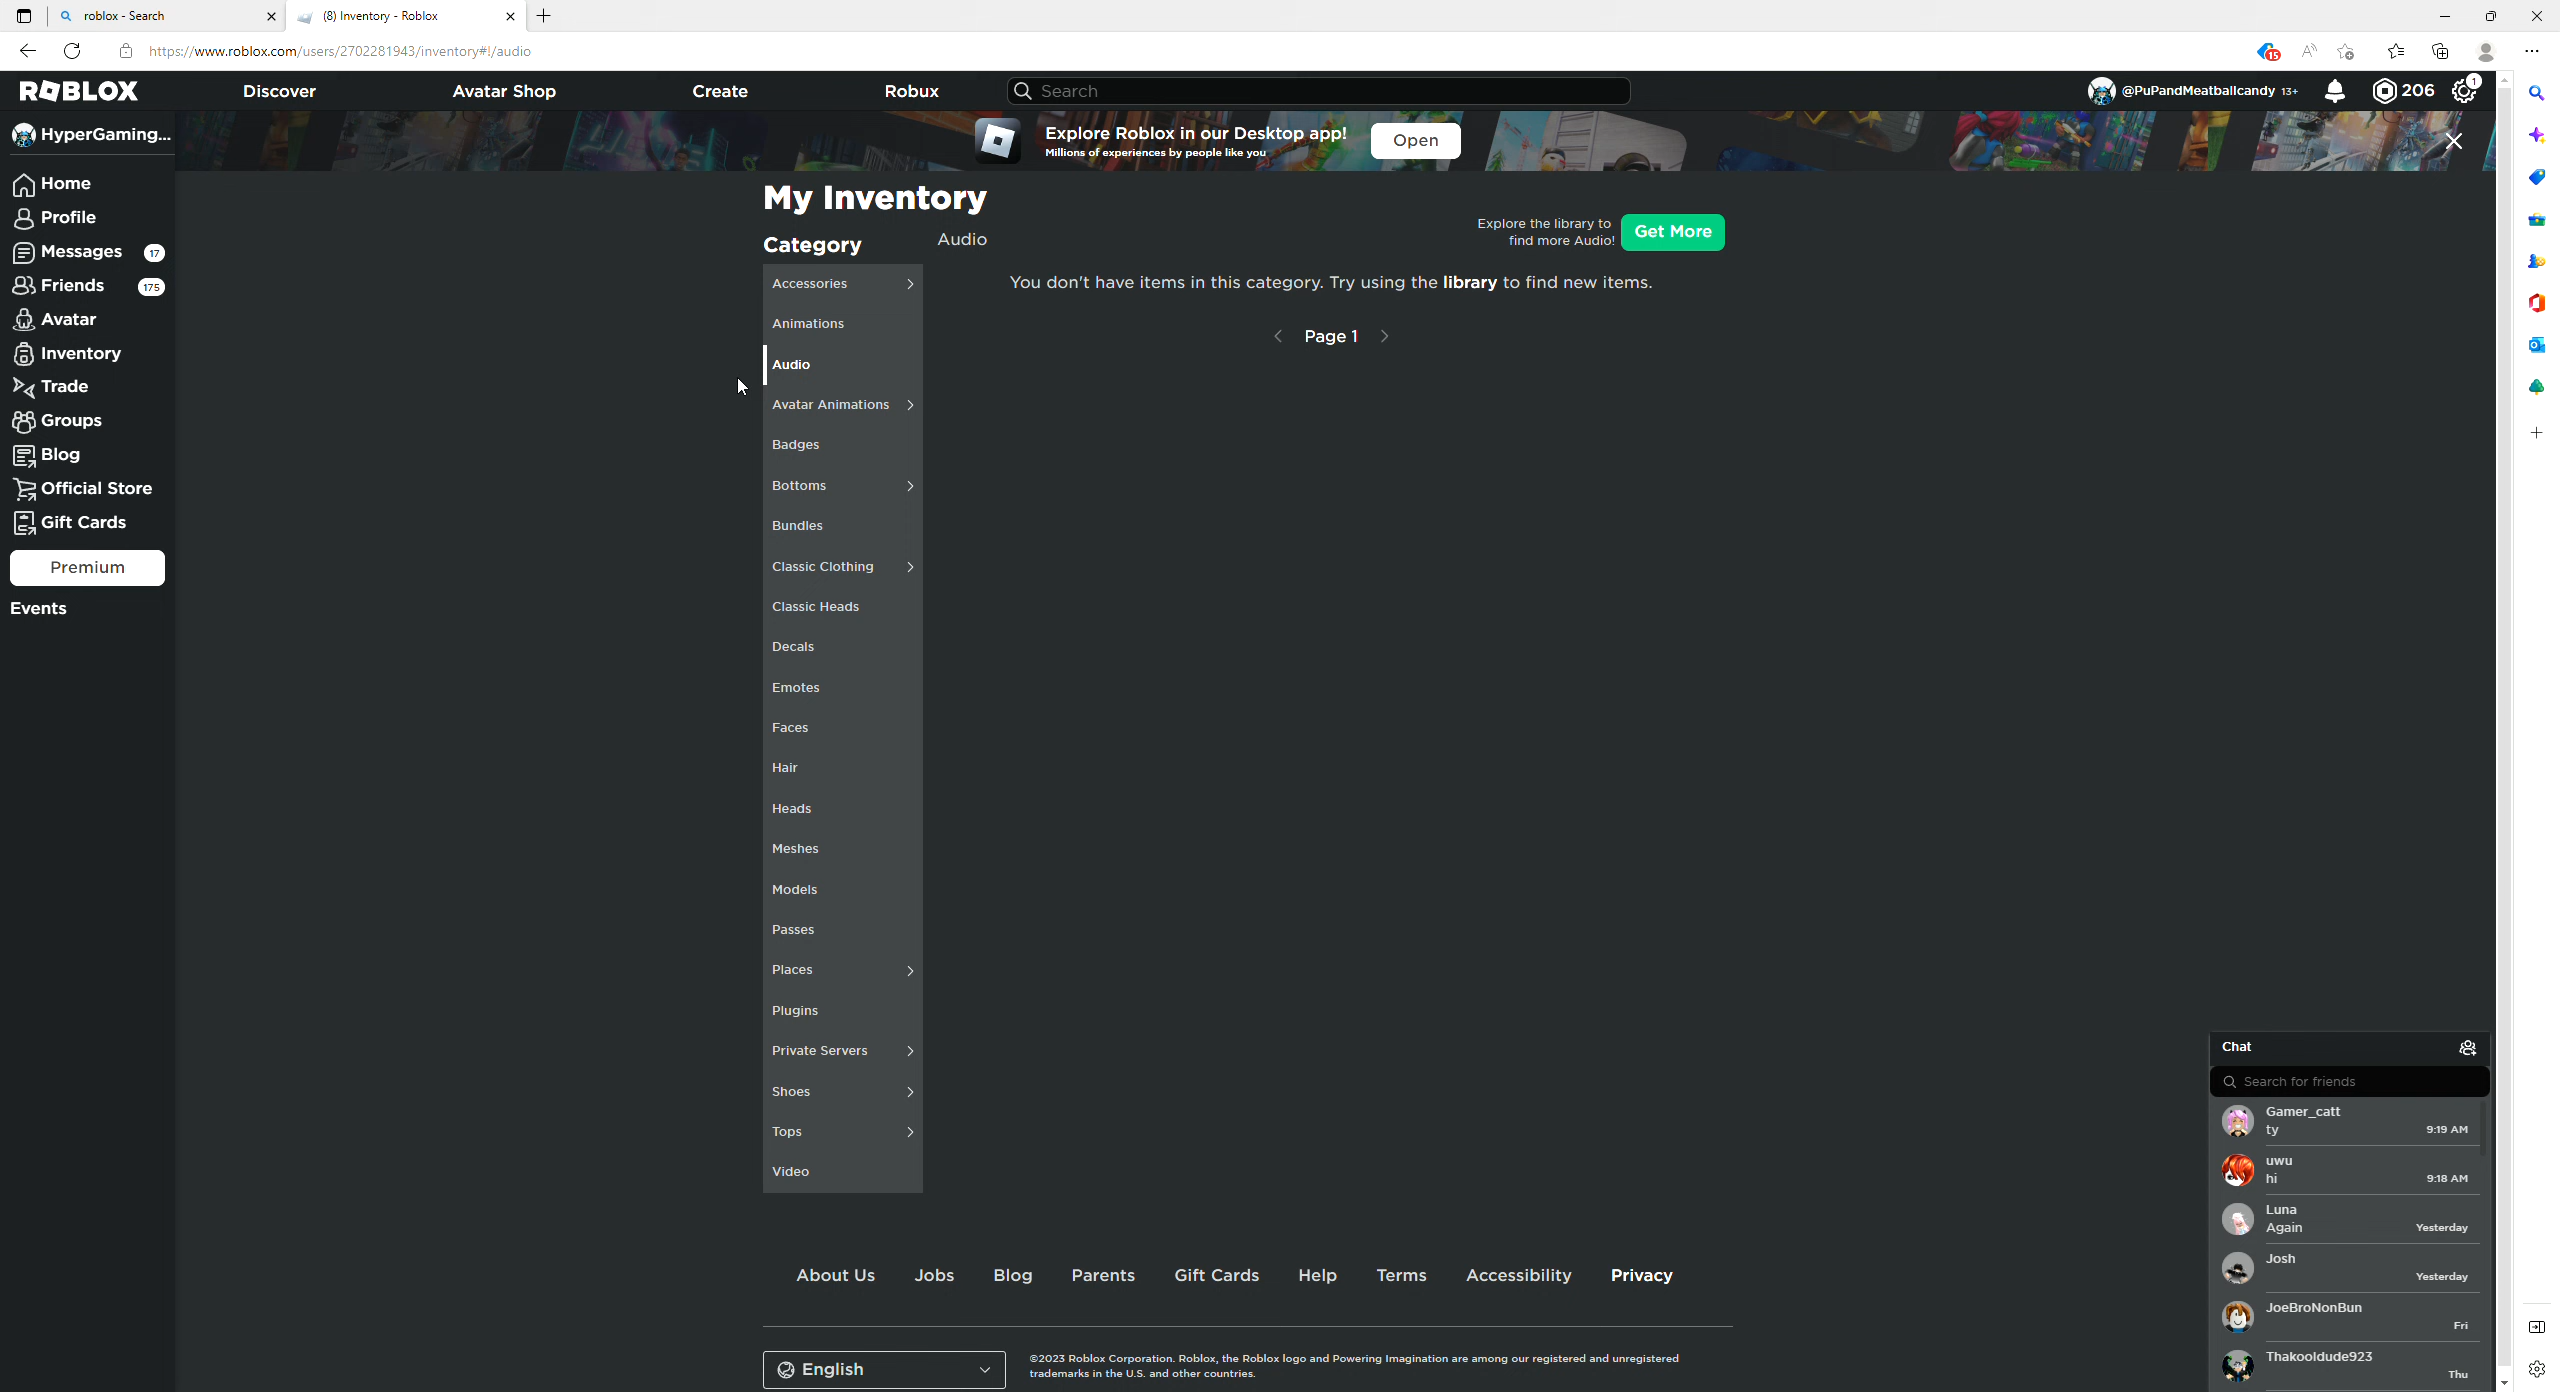 roblox - Search
(8) Inventory - Roblox
https://www.roblox.com/users/2702281943/inventory#!/audio
15
ROBLOX
Discover
Avatar Shop
Create
Robux
Search
@PuPandMeatballcandy 13+
206
1
HyperGaming...
Explore Roblox in our Desktop app!
Millions of experiences by people like you
Open
Home
Profile
Messages 17
Friends 175
Avatar
Inventory
Trade
Groups
Blog
Official Store
Gift Cards
Premium
Events
My Inventory
Category
Accessories
Animations
Audio
Avatar Animations
Badges
Bottoms
Bundles
Classic Clothing
Classic Heads
Decals
Emotes
Faces
Hair
Heads
Meshes
Models
Passes
Places
Plugins
Private Servers
Shoes
Tops
Video
Audio
Explore the library to
find more Audio!
Get More
You don't have items in this category. Try using the library to find new items.
Page 1
Chat
Search for friends
Gamer_catt
ty 9:19 AM
uwu
hi 9:18 AM
Luna
Again Yesterday
Josh
Yesterday
JoeBroNonBun
Fri
Thakooldude923
Thu
About Us
Jobs
Blog
Parents
Gift Cards
Help
Terms
Accessibility
Privacy
English
©2023 Roblox Corporation. Roblox, the Roblox logo and Powering Imagination are among our registered and unregistered
trademarks in the U.S. and other countries.